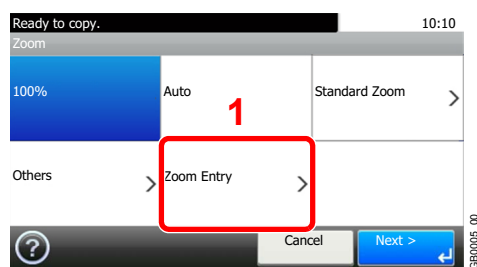 Ready to copy. 10:10
Zoom
100% Auto Standard Zoom >
1
Others > Zoom Entry >
? Cancel Next >
GB0005_00